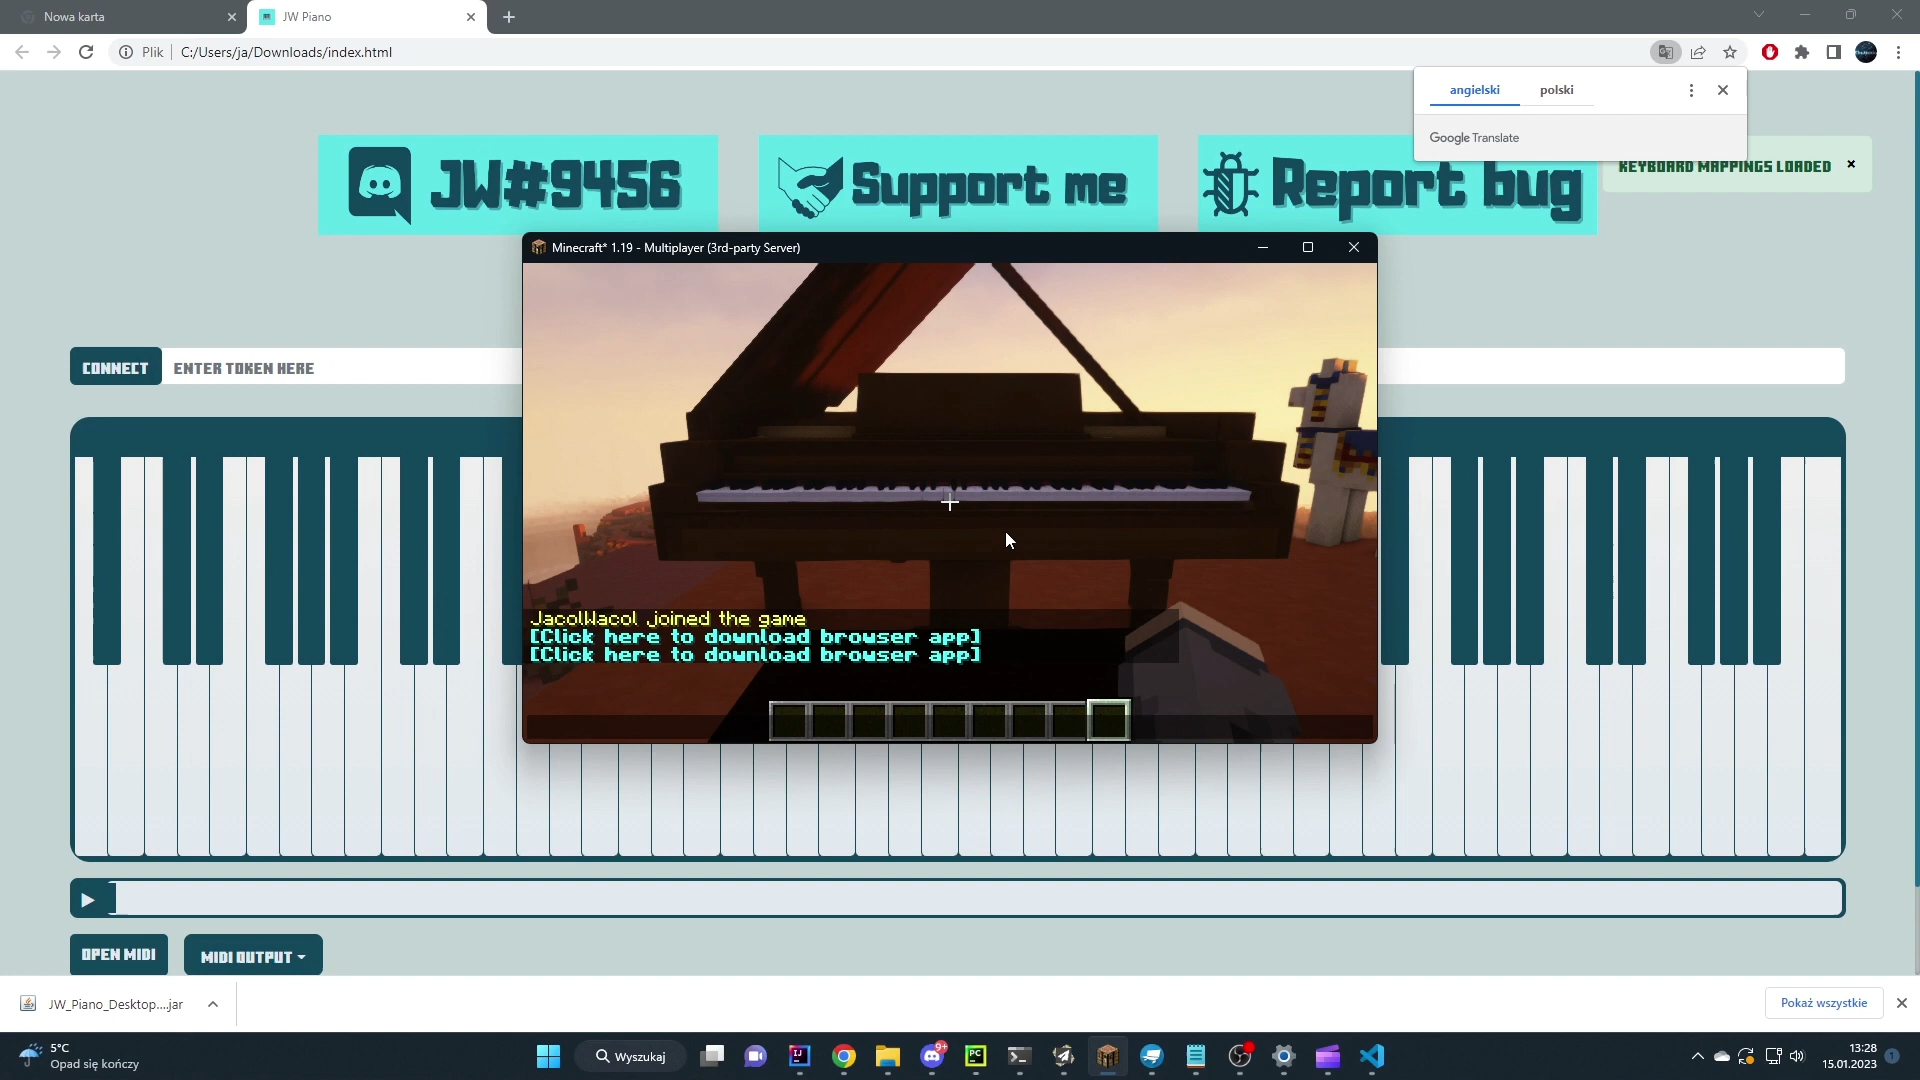 Nowa karta
JW Piano
Plik
C:/Users/ja/Downloads/index.html
angielski
polski
Google Translate
JW#9456
Support me
Report bug
KEYBOARD MAPPINGS LOADED
Minecraft* 1.19 - Multiplayer (3rd-party Server)
CONNECT
ENTER TOKEN HERE
JacolWacol joined the game
[Click here to download browser app]
[Click here to download browser app]
OPEN MIDI
MIDI OUTPUT
JW_Piano_Desktop....jar
Pokaż wszystkie
5°C
Opad się kończy
Wyszukaj
9+
13:28
15.01.2023
1